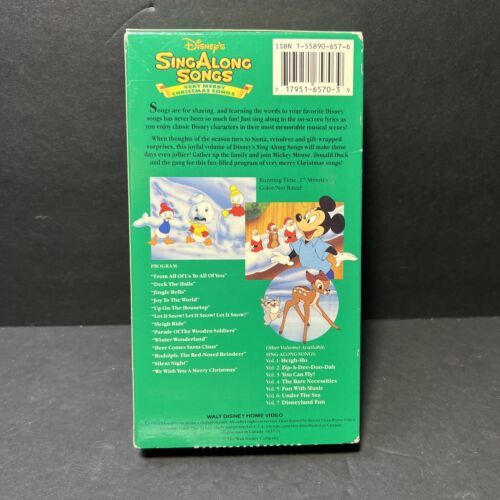 ISBN 1-55890-657-6
DISNEY'S
SING ALONG
SONGS
VERY MERRY
CHRISTMAS SONGS
7 17951-6570-3 9
Songs are for sharing, and learning the words to your favorite Disney
songs has never been so much fun! Just sing along to the on-screen lyrics as
you enjoy classic Disney characters in their most memorable musical scenes!
When thoughts of the season turn to Santa, reindeer and gift-wrapped
surprises, this joyful volume of Disney's Sing-Along Songs will make those
days even jollier! Gather up the family and join Mickey Mouse, Donald Duck
and the gang for this fun-filled program of very merry Christmas songs!
Running Time: 27 Minutes
Color/Not Rated
PROGRAM:
"From All Of Us To All Of You"
"Deck The Halls"
"Jingle Bells"
"Joy To The World"
"Up On The Housetop"
"Let It Snow! Let It Snow! Let It Snow!"
"Sleigh Ride"
"Parade Of The Wooden Soldiers"
"Winter Wonderland"
"Here Comes Santa Claus"
"Rudolph, The Red-Nosed Reindeer"
"Silent Night"
"We Wish You A Merry Christmas"
Other Volumes Available:
SING-ALONG SONGS:
Vol. 1: Heigh-Ho
Vol. 2: Zip-A-Dee-Doo-Dah
Vol. 3: You Can Fly!
Vol. 4: The Bare Necessities
Vol. 5: Fun With Music
Vol. 6: Under The Sea
Vol. 7: Disneyland Fun
WALT DISNEY HOME VIDEO
© The Walt Disney Company